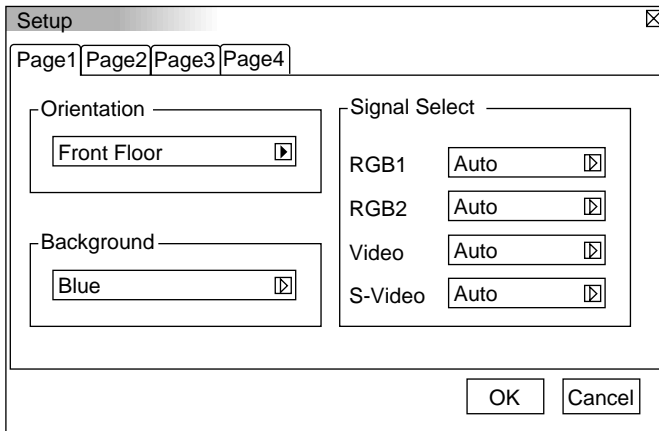 Setup
Page1 Page2 Page3 Page4
Orientation
Front Floor
Background
Blue
Signal Select
RGB1 Auto
RGB2 Auto
Video Auto
S-Video Auto
OK Cancel